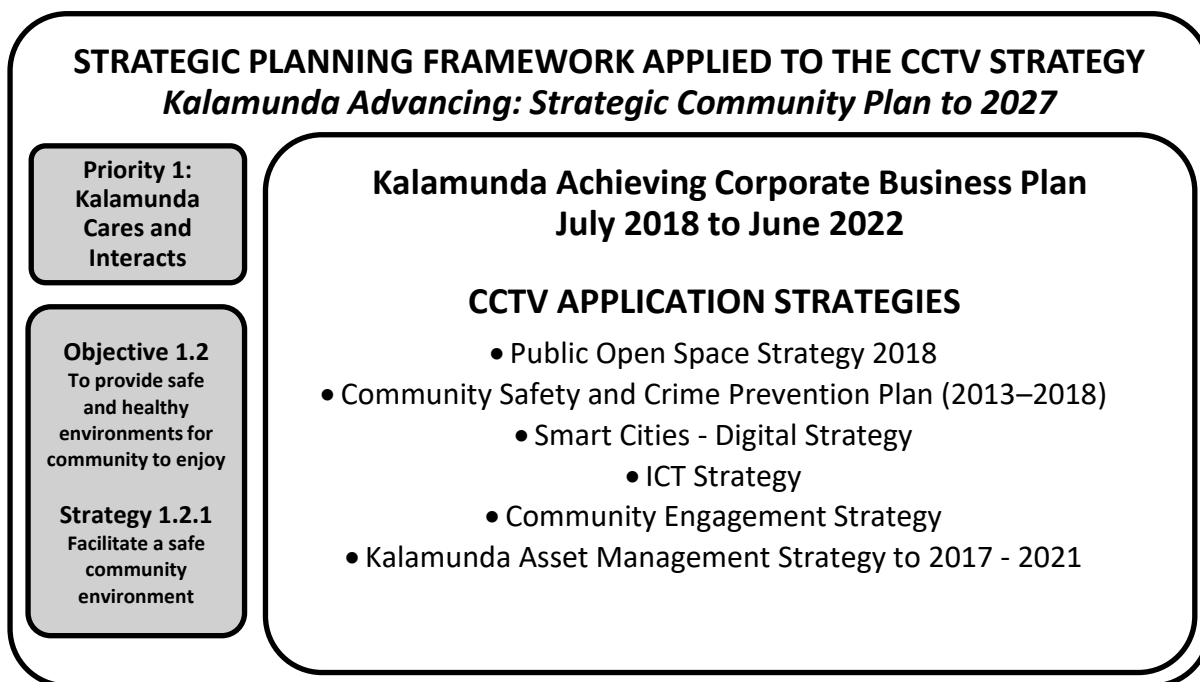 STRATEGIC PLANNING FRAMEWORK APPLIED TO THE CCTV STRATEGY
Kalamunda Advancing: Strategic Community Plan to 2027
Priority 1:
Kalamunda
Cares and
Interacts
Objective 1.2
To provide safe
and healthy
environments for
community to enjoy
Strategy 1.2.1
Facilitate a safe
community
environment
Kalamunda Achieving Corporate Business Plan
July 2018 to June 2022
CCTV APPLICATION STRATEGIES
• Public Open Space Strategy 2018
• Community Safety and Crime Prevention Plan (2013–2018)
• Smart Cities - Digital Strategy
• ICT Strategy
• Community Engagement Strategy
• Kalamunda Asset Management Strategy to 2017 - 2021